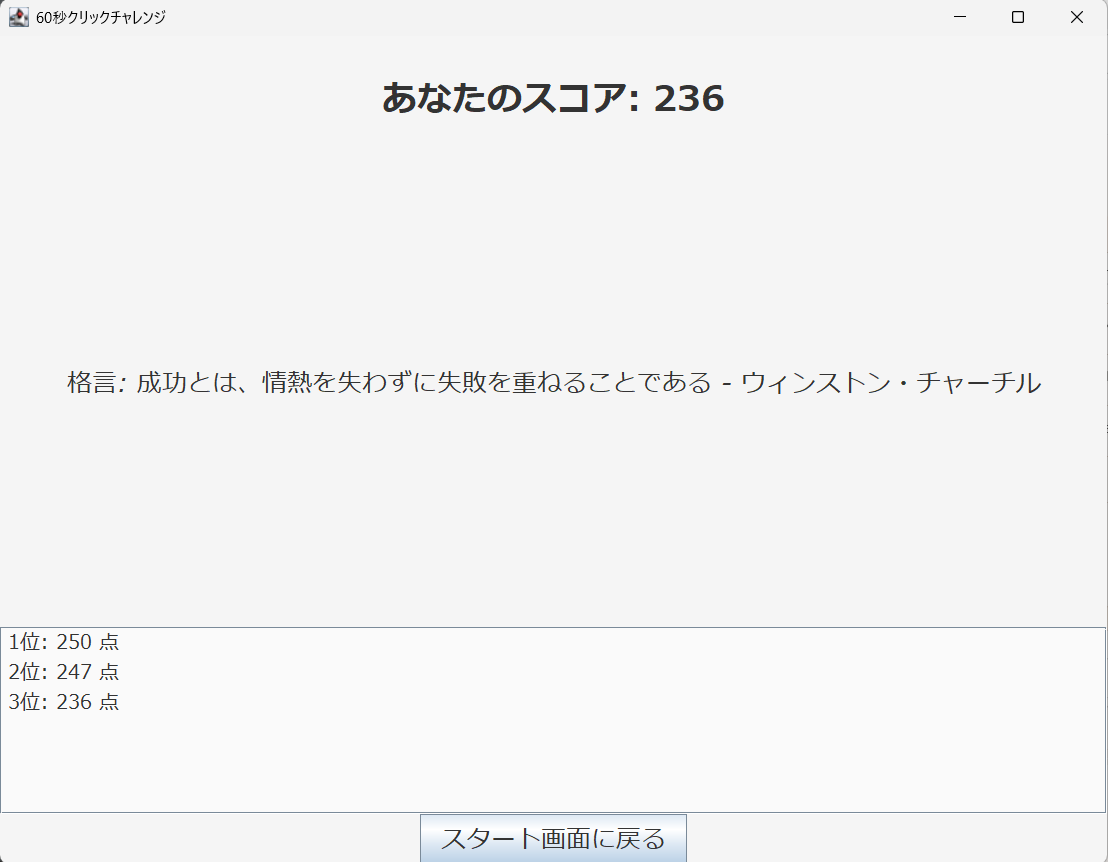 60秒クリックチャレンジ
あなたのスコア: 236
格言: 成功とは、情熱を失わずに失敗を重ねることである - ウィンストン・チャーチル
1位: 250 点
2位: 247 点
3位: 236 点
スタート画面に戻る